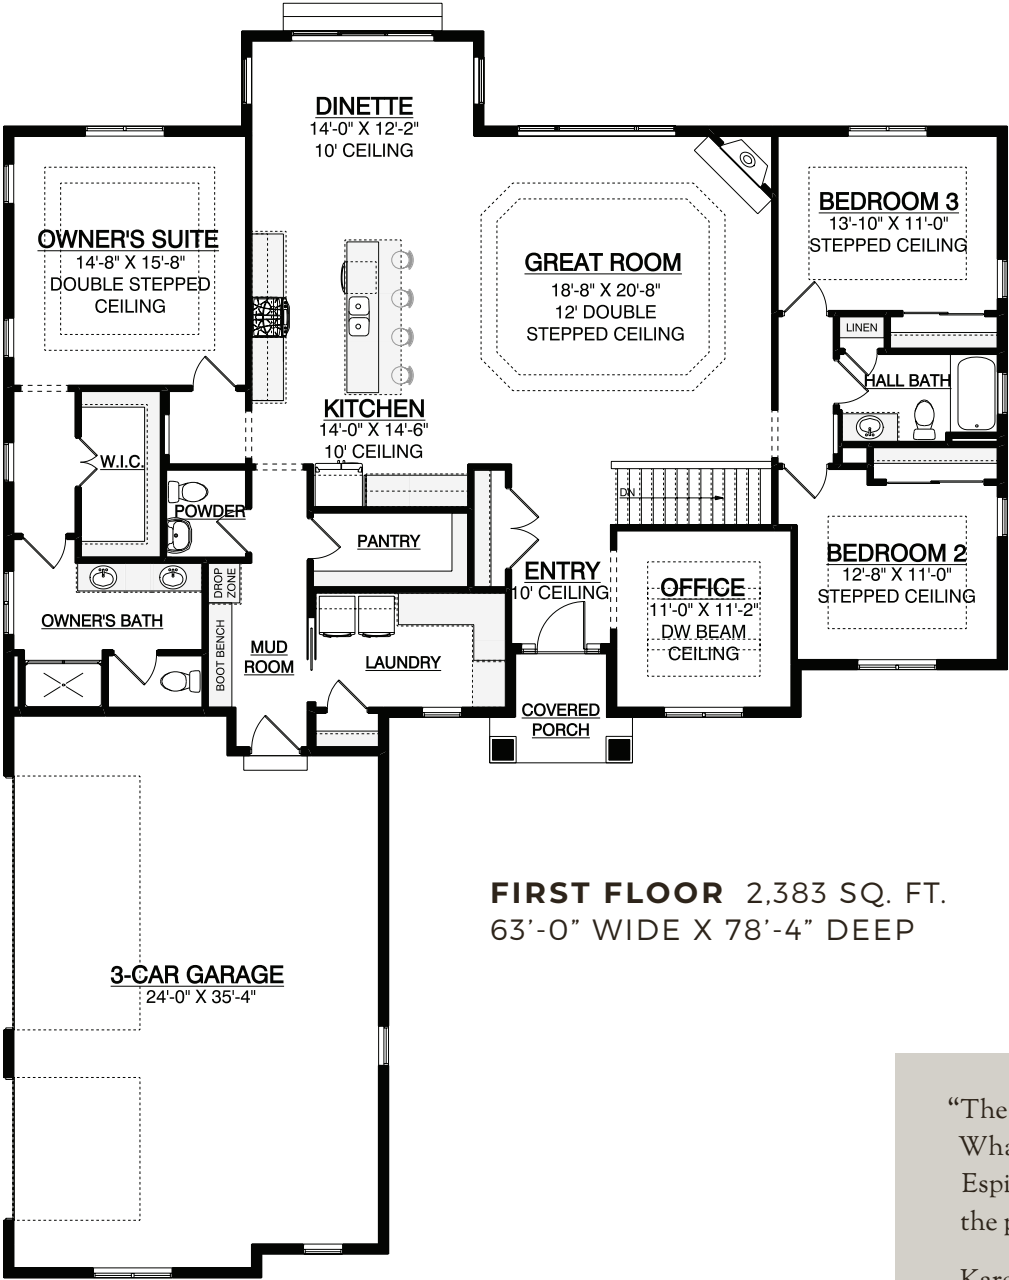 DINETTE
14'-0" X 12'-2"
10' CEILING
OWNER'S SUITE
14'-8" X 15'-8"
DOUBLE STEPPED
CEILING
GREAT ROOM
18'-8" X 20'-8"
12' DOUBLE
STEPPED CEILING
BEDROOM 3
13'-10" X 11'-0"
STEPPED CEILING
LINEN
HALL BATH
KITCHEN
14'-0" X 14'-6"
10' CEILING
W.I.C.
POWDER
PANTRY
DN
ENTRY
10' CEILING
OFFICE
11'-0" X 11'-2"
DW BEAM
CEILING
BEDROOM 2
12'-8" X 11'-0"
STEPPED CEILING
DROP
ZONE
OWNER'S BATH
BOOT BENCH
MUD
ROOM
LAUNDRY
COVERED
PORCH
FIRST FLOOR 2,383 SQ. FT.
63'-0” WIDE X 78’-4” DEEP
3-CAR GARAGE
24'-0" X 35'-4"
“The
Wha
Espi
the p